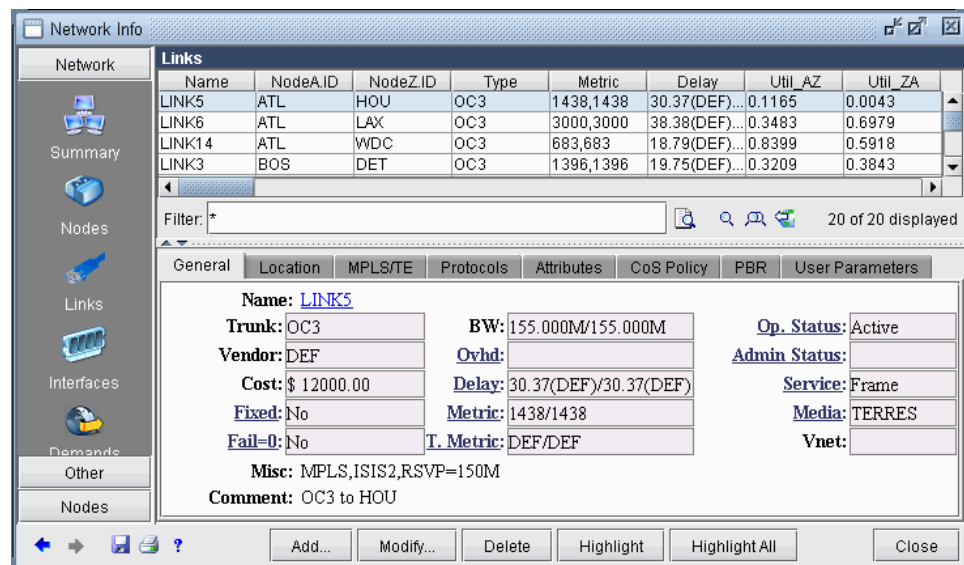 Network Info
Network
Summary
Nodes
Links
Interfaces
Demands
Other
Nodes
Links
Name NodeA.ID NodeZ.ID Type Metric Delay Util_AZ Util_ZA
LINK5 ATL HOU OC3 1438,1438 30.37(DEF)... 0.1165 0.0043
LINK6 ATL LAX OC3 3000,3000 38.38(DEF)... 0.3483 0.6979
LINK14 ATL WDC OC3 683,683 18.79(DEF)... 0.8399 0.5918
LINK3 BOS DET OC3 1396,1396 19.75(DEF)... 0.3209 0.3843
Filter: * 20 of 20 displayed
General Location MPLS/TE Protocols Attributes CoS Policy PBR User Parameters
Name: LINK5
Trunk: OC3 BW: 155.000M/155.000M Op. Status: Active
Vendor: DEF Ovhd: Admin Status:
Cost: $ 12000.00 Delay: 30.37(DEF)/30.37(DEF) Service: Frame
Fixed: No Metric: 1438/1438 Media: TERRES
Fail=0: No T. Metric: DEF/DEF Vnet:
Misc: MPLS,ISIS2,RSVP=150M
Comment: OC3 to HOU
? Add... Modify... Delete Highlight Highlight All Close